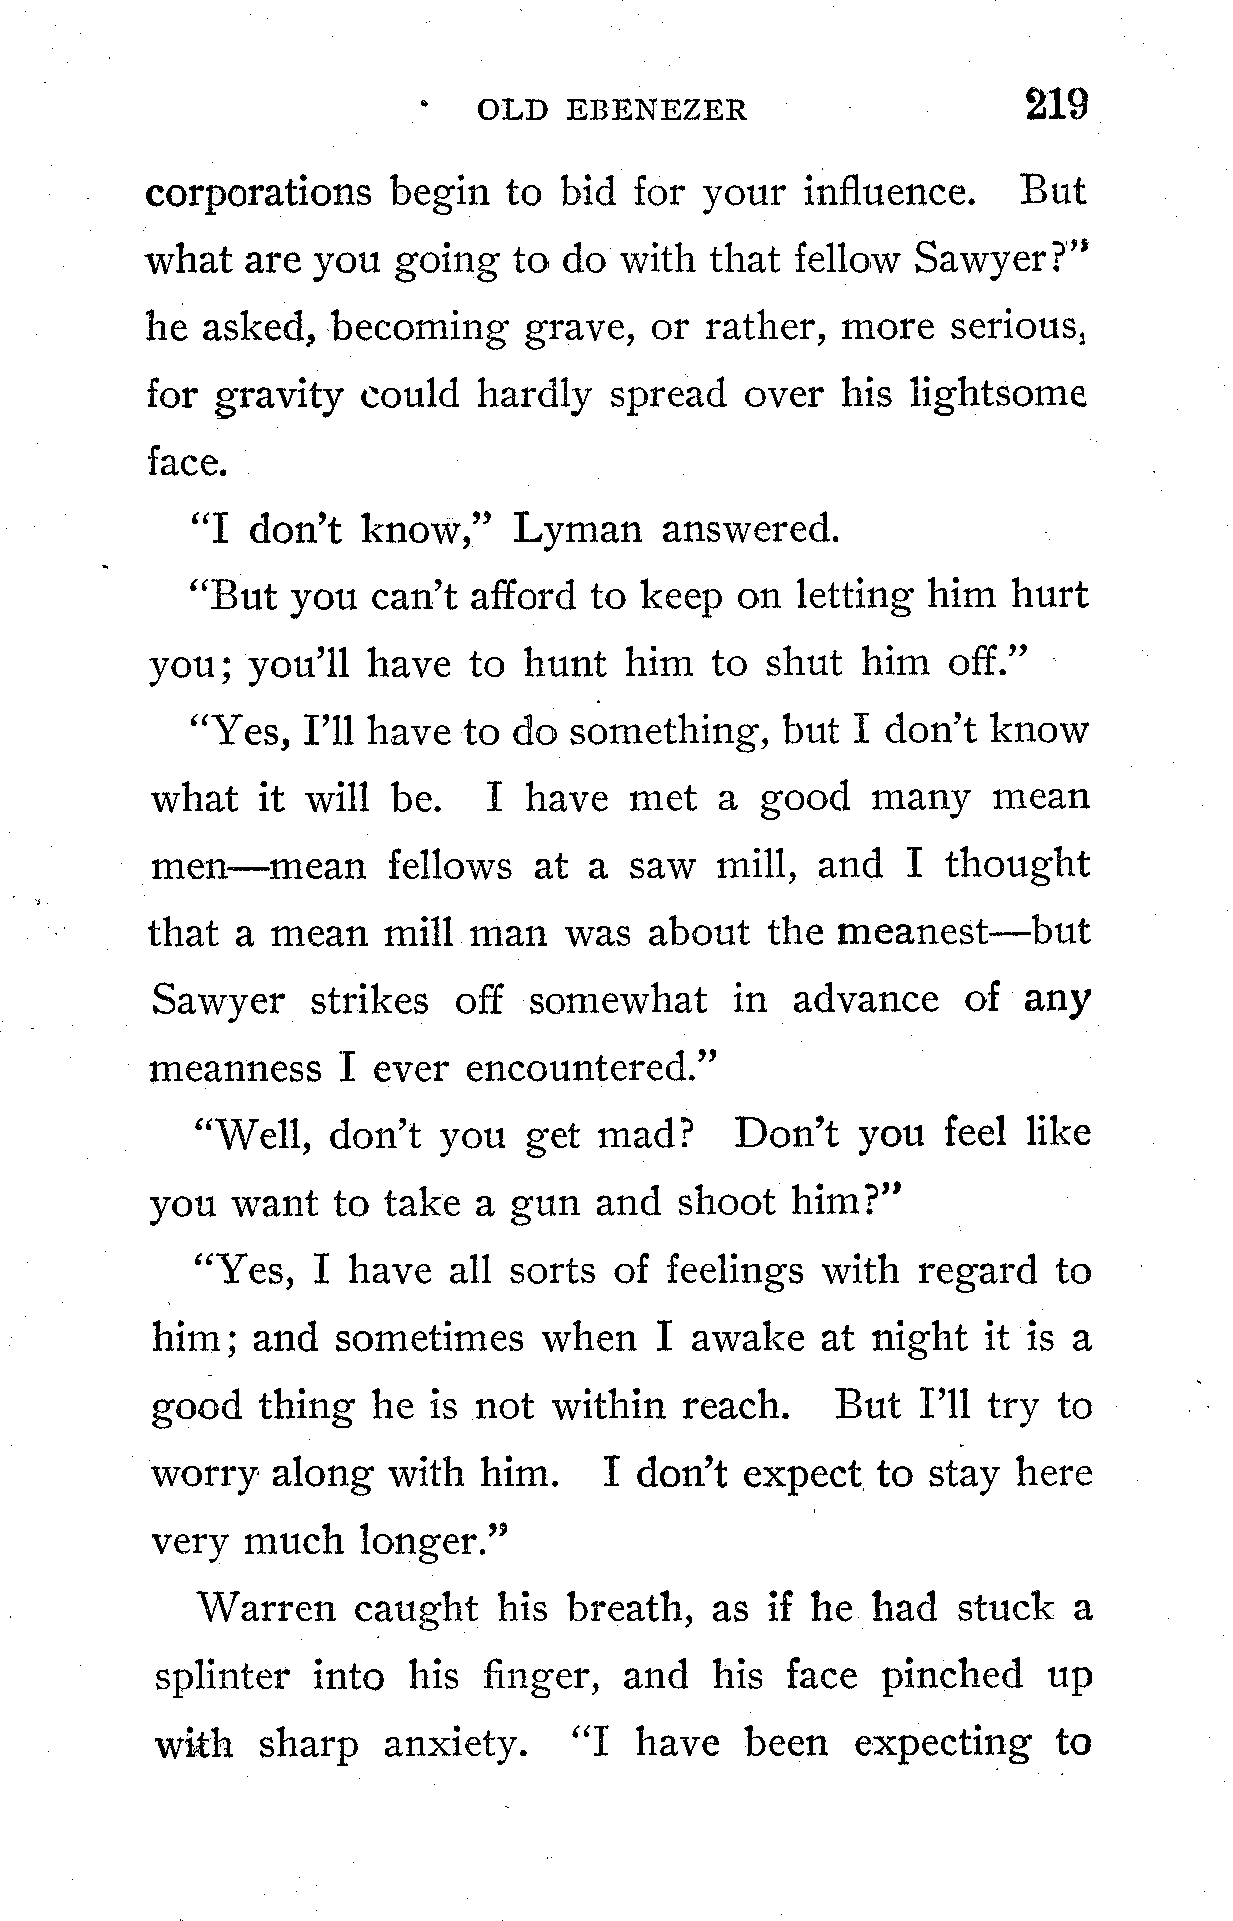 OLD EBENEZER 219
corporations begin to bid for your influence. But
what are you going to do with that fellow Sawyer?”
he asked, becoming grave, or rather, more serious,
for gravity could hardly spread over his lightsome
face.
“I don’t know,” Lyman answered.
“But you can’t afford to keep on letting him hurt
you; you’ll have to hunt him to shut him off.”
“Yes, I’ll have to do something, but I don’t know
what it will be. I have met a good many mean
men—mean fellows at a saw mill, and I thought
that a mean mill man was about the meanest—but
Sawyer strikes off somewhat in advance of any
meanness I ever encountered.”
“Well, don’t you get mad? Don’t you feel like
you want to take a gun and shoot him?”
“Yes, I have all sorts of feelings with regard to
him; and sometimes when I awake at night it is a
good thing he is not within reach. But I’ll try to
worry along with him. I don’t expect to stay here
very much longer.”
Warren caught his breath, as if he had stuck a
splinter into his finger, and his face pinched up
with sharp anxiety. “I have been expecting to